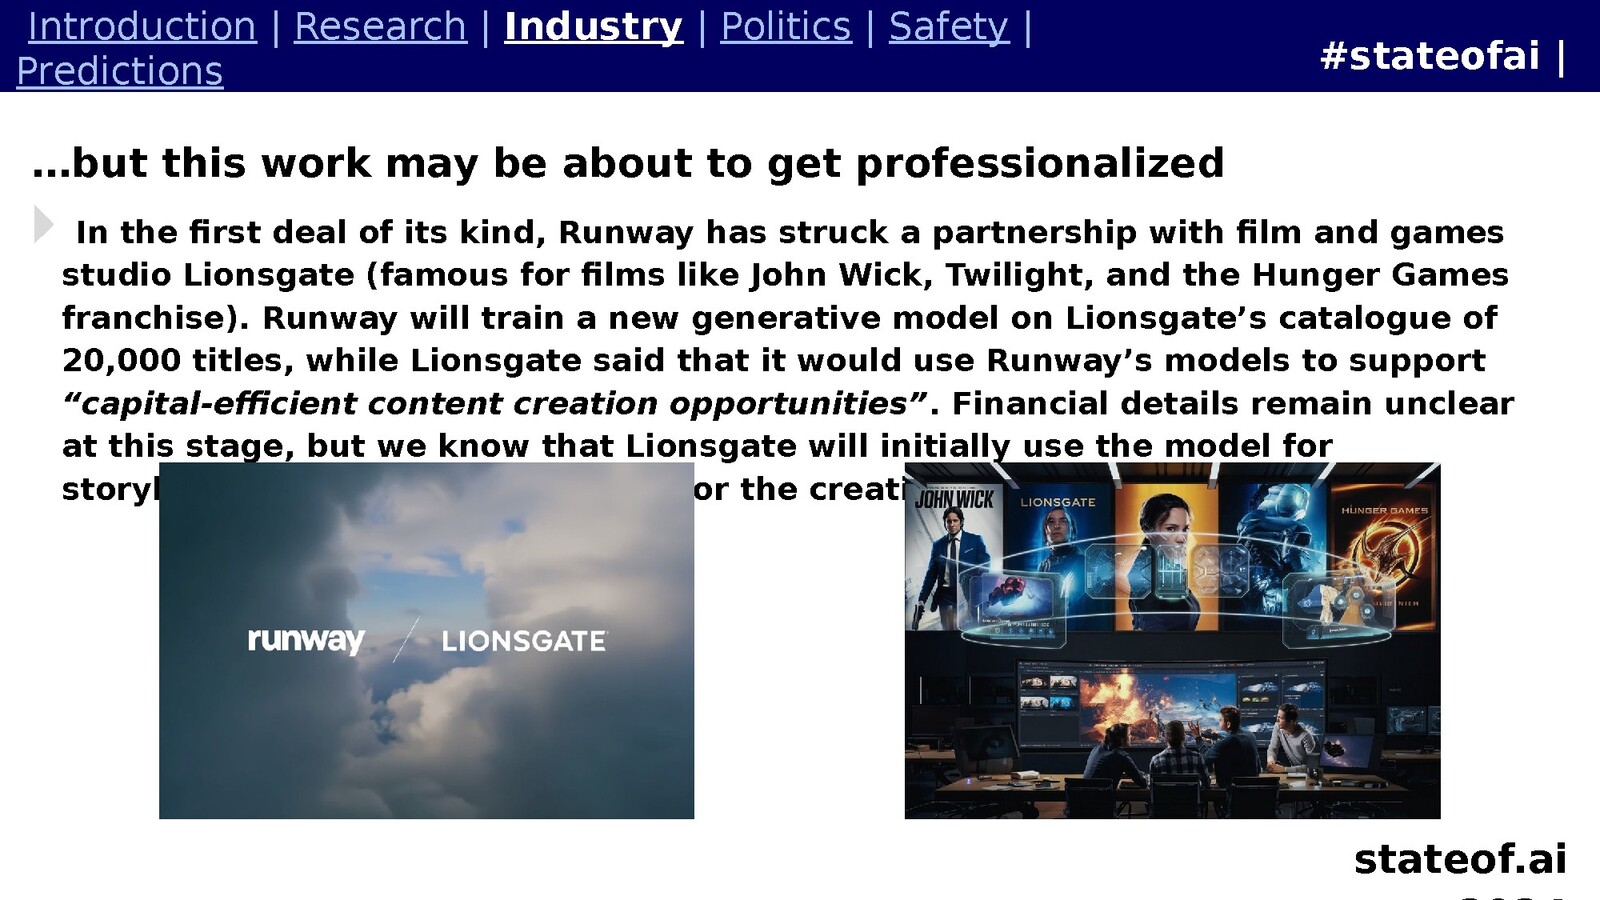 Introduction | Research | Industry | Politics | Safety |
Predictions
#stateofai |
…but this work may be about to get professionalized
In the first deal of its kind, Runway has struck a partnership with film and games
studio Lionsgate (famous for films like John Wick, Twilight, and the Hunger Games
franchise). Runway will train a new generative model on Lionsgate’s catalogue of
20,000 titles, while Lionsgate said that it would use Runway’s models to support
“capital-efficient content creation opportunities”. Financial details remain unclear
at this stage, but we know that Lionsgate will initially use the model for
or the
runway / LIONSGATE
JOHN WICK
LIONSGATE
HUNGER GAMES
stateof.ai